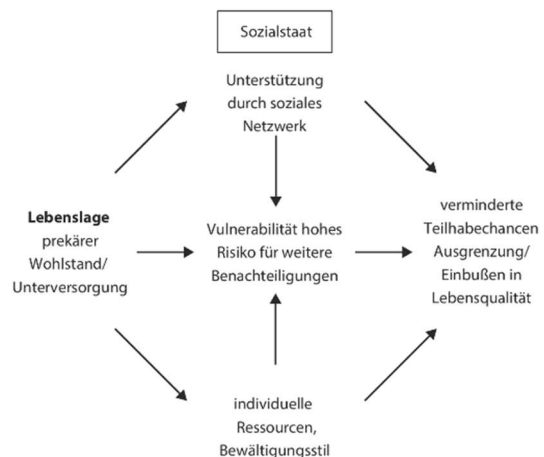 Sozialstaat
Unterstützung
durch soziales
Netzwerk
Lebenslage
prekärer
Wohlstand/
Unterversorgung
Vulnerabilität hohes
Risiko für weitere
Benachteiligungen
verminderte
Teilhabechancen
Ausgrenzung/
Einbußen in
Lebensqualität
individuelle
Ressourcen,
Bewältigungsstil